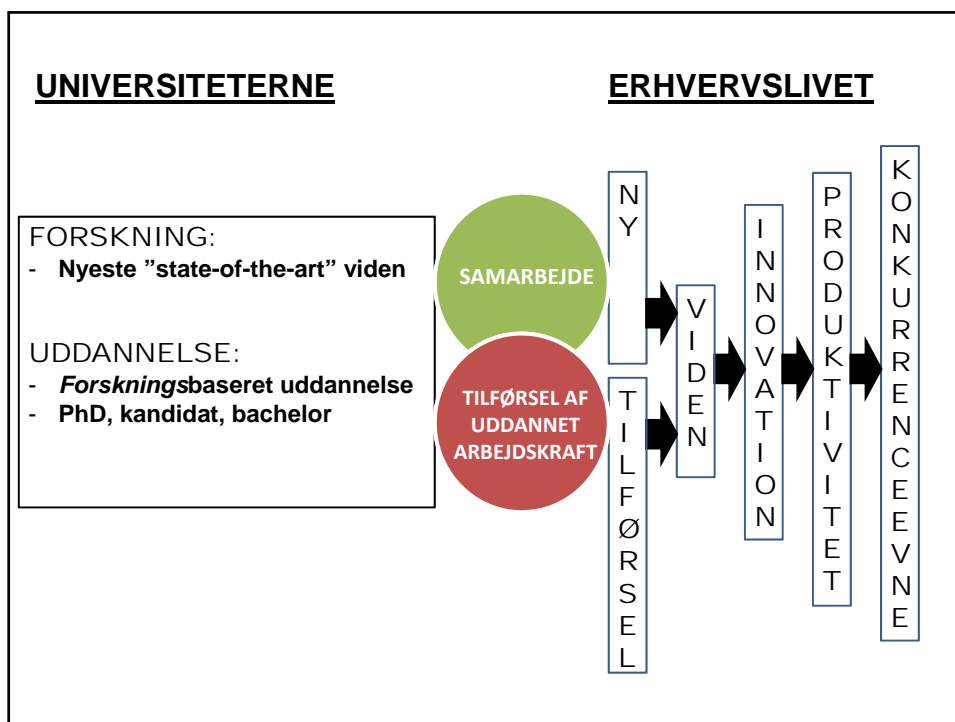 UNIVERSITETERNE
ERHVERVSLIVET
FORSKNING:
- Nyeste ”state-of-the-art” viden
UDDANNELSE:
- Forskningsbaseret uddannelse
- PhD, kandidat, bachelor
SAMARBEJDE
TILFØRSEL AF
UDDANNET
ARBEJDSKRAFT
NY
TILFØRSEL
VIDEN
INNOVATION
PRODUKTIVITET
KONKURRENCEEVNE